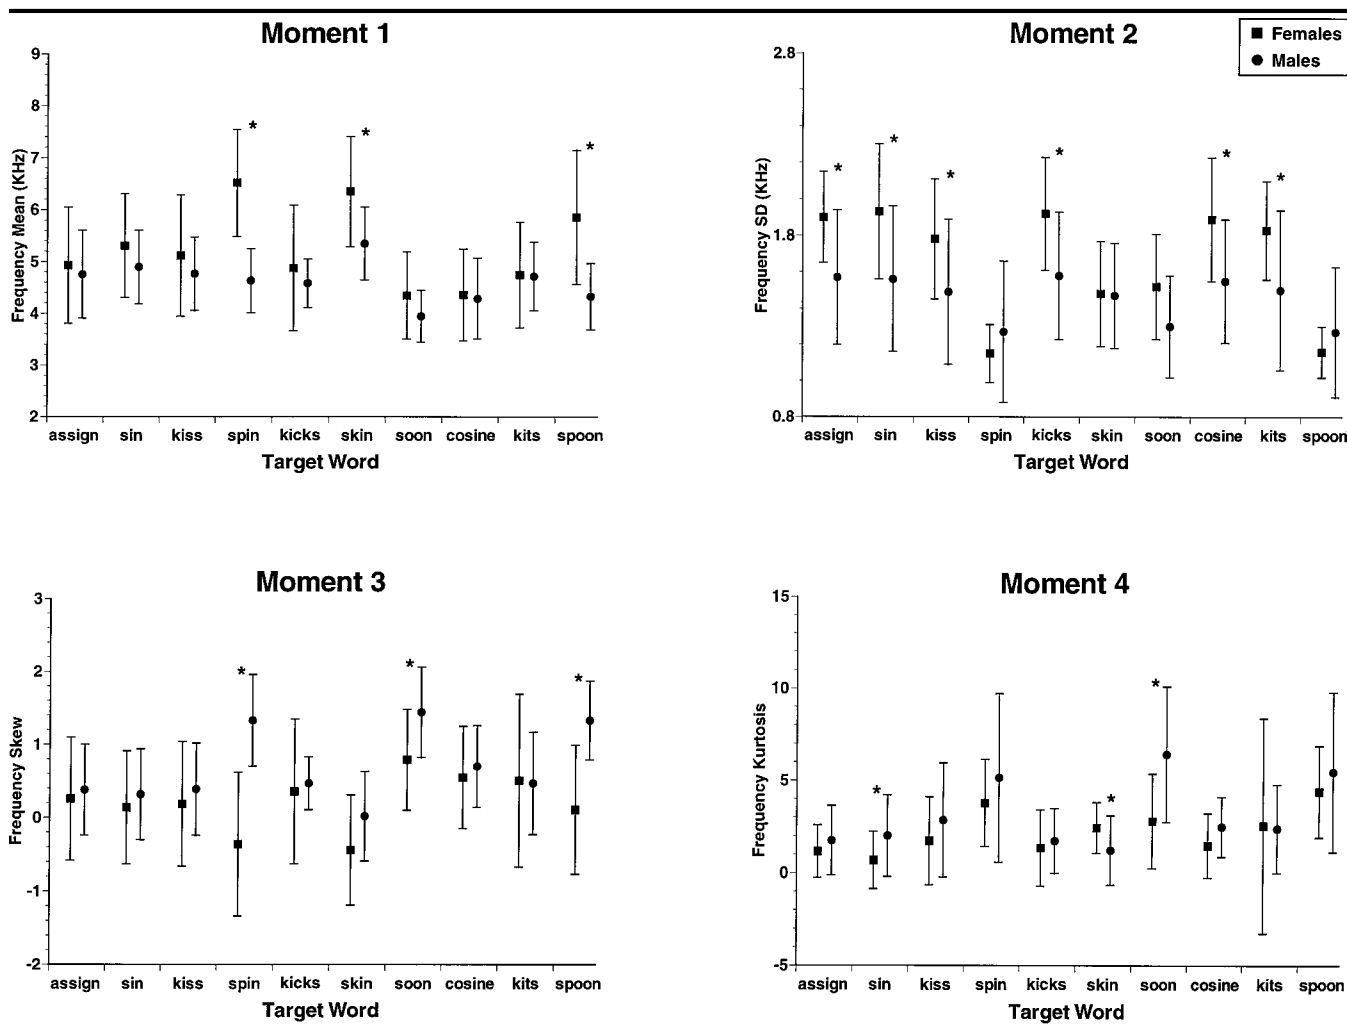 Moment 1
Frequency Mean (KHz)
9
8
7
6
5
4
3
2
* * *
assign sin kiss spin kicks skin soon cosine kits spoon
Target Word
Moment 2
Females
Males
Frequency SD (KHz)
2.8
1.8
0.8
* * * * * *
assign sin kiss spin kicks skin soon cosine kits spoon
Target Word
Moment 3
Frequency Skew
3
2
1
0
-1
-2
* * *
assign sin kiss spin kicks skin soon cosine kits spoon
Target Word
Moment 4
Frequency Kurtosis
15
10
5
0
-5
* * *
assign sin kiss spin kicks skin soon cosine kits spoon
Target Word